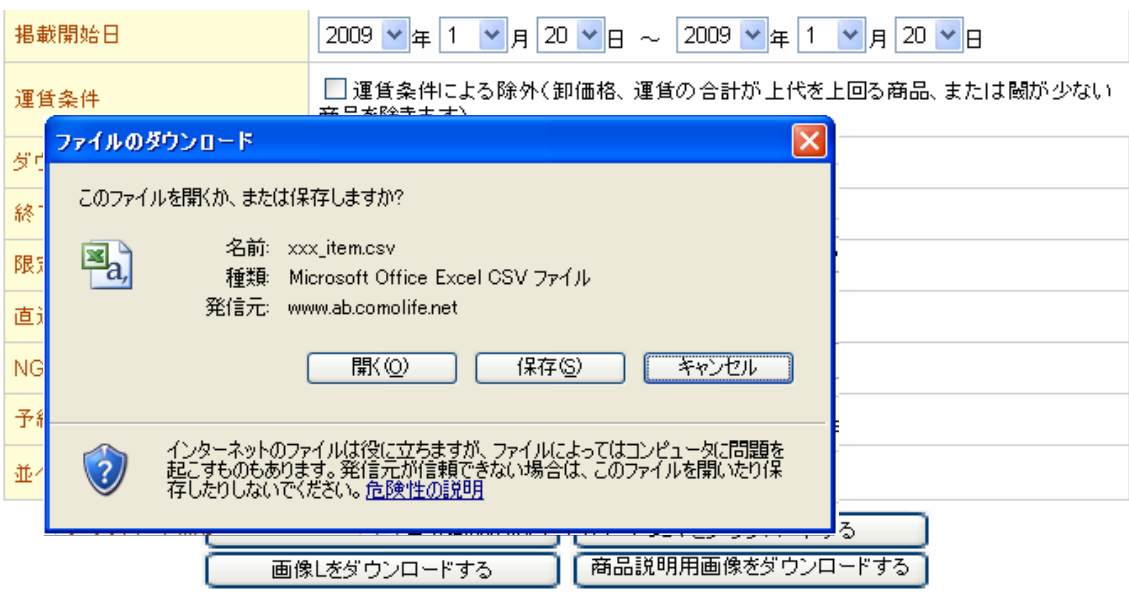 掲載開始日 2009 年 1 月 20 日 ～ 2009 年 1 月 20 日
運賃条件 運賃条件による除外(卸価格、運賃の合計が上代を上回る商品、または閾が少ない
商品を除きます)
ファイルのダウンロード
このファイルを開くか、または保存しますか?
名前: xxx_item.csv
種類: Microsoft Office Excel CSV ファイル
発信元: www.ab.comolife.net
開く(O) 保存(S) キャンセル
NG
インターネットのファイルは役に立ちますが、ファイルによってはコンピュータに問題を
起こすものもあります。発信元が信頼できない場合は、このファイルを開いたり保
存したりしないでください。危険性の説明
画像Lをダウンロードする 商品説明用画像をダウンロードする